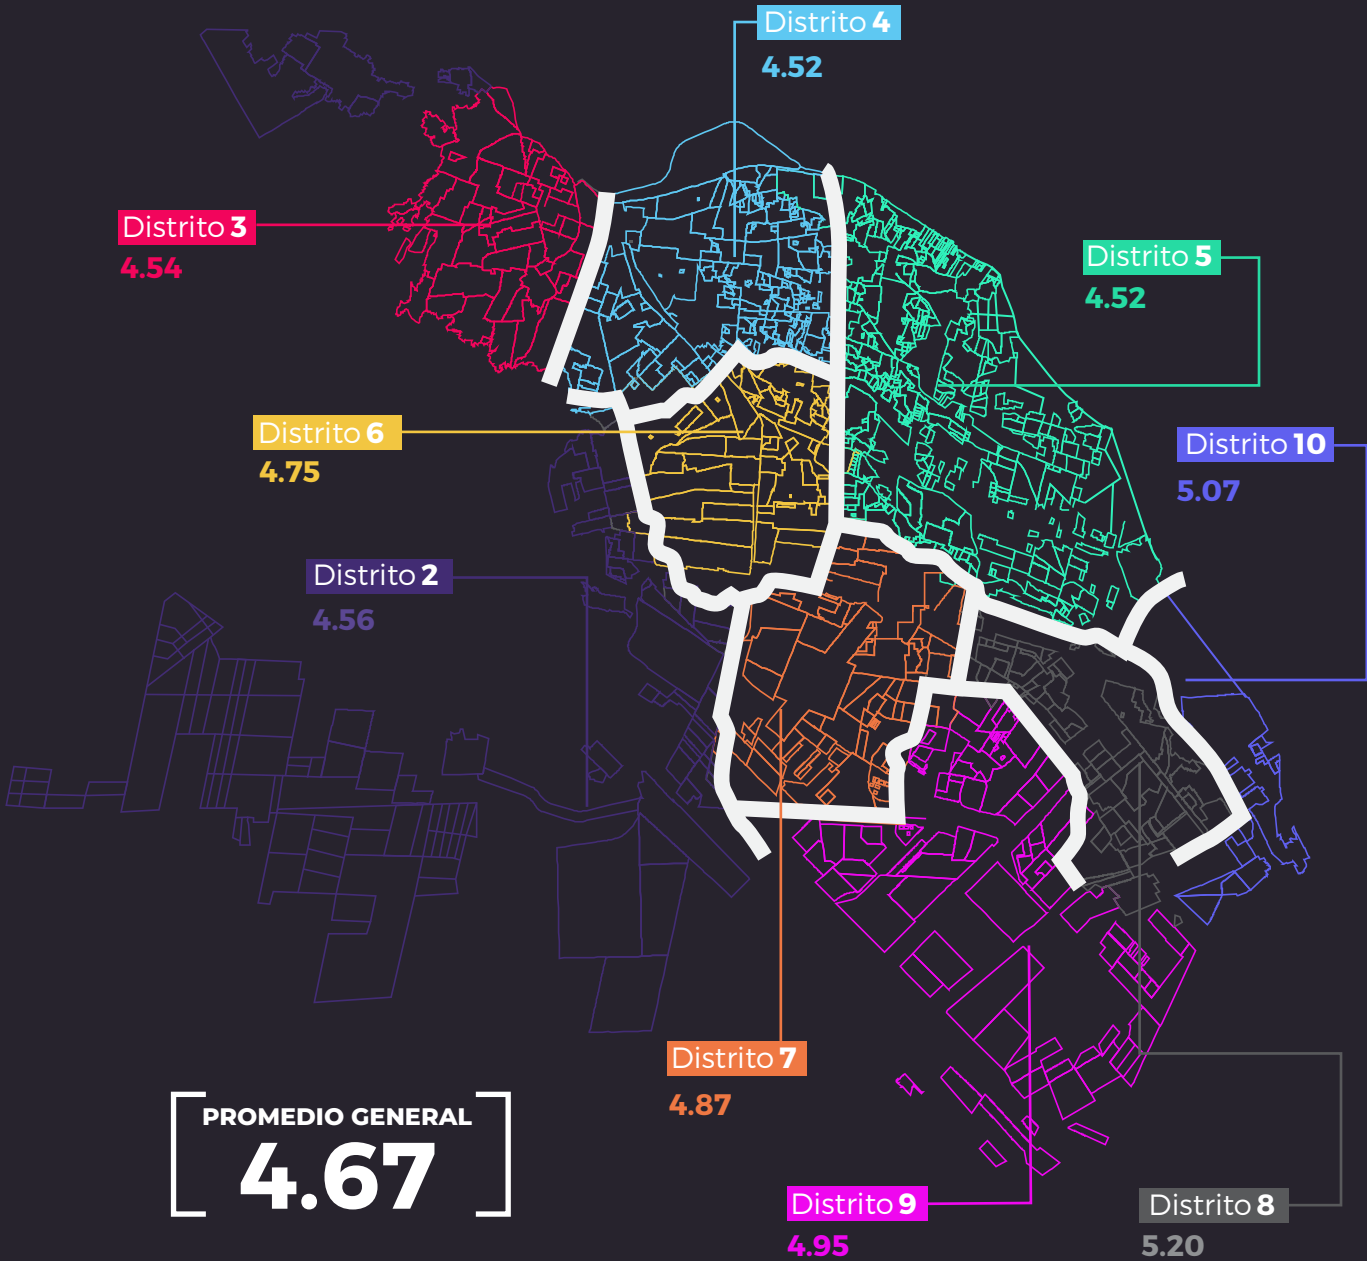 Distrito 4
4.52
Distrito 3
4.54
Distrito 5
4.52
Distrito 6
4.75
Distrito 10
5.07
Distrito 2
4.56
Distrito 7
4.87
PROMEDIO GENERAL
4.67
Distrito 9
4.95
Distrito 8
5.20